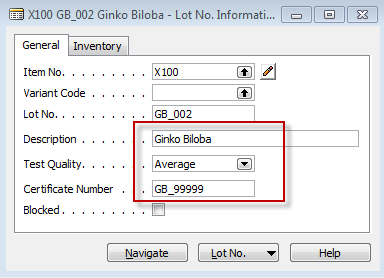 X100 GB_002 Ginko Biloba - Lot No. Informati...
General Inventory
Item No. . . . . . . . . . X100
Variant Code . . . . . . .
Lot No. . . . . . . . . . . GB_002
Description . . . . . . . . Ginko Biloba
Test Quality . . . . . . . Average
Certificate Number . . . GB_99999
Blocked . . . . . . . . . .
Navigate Lot No. Help